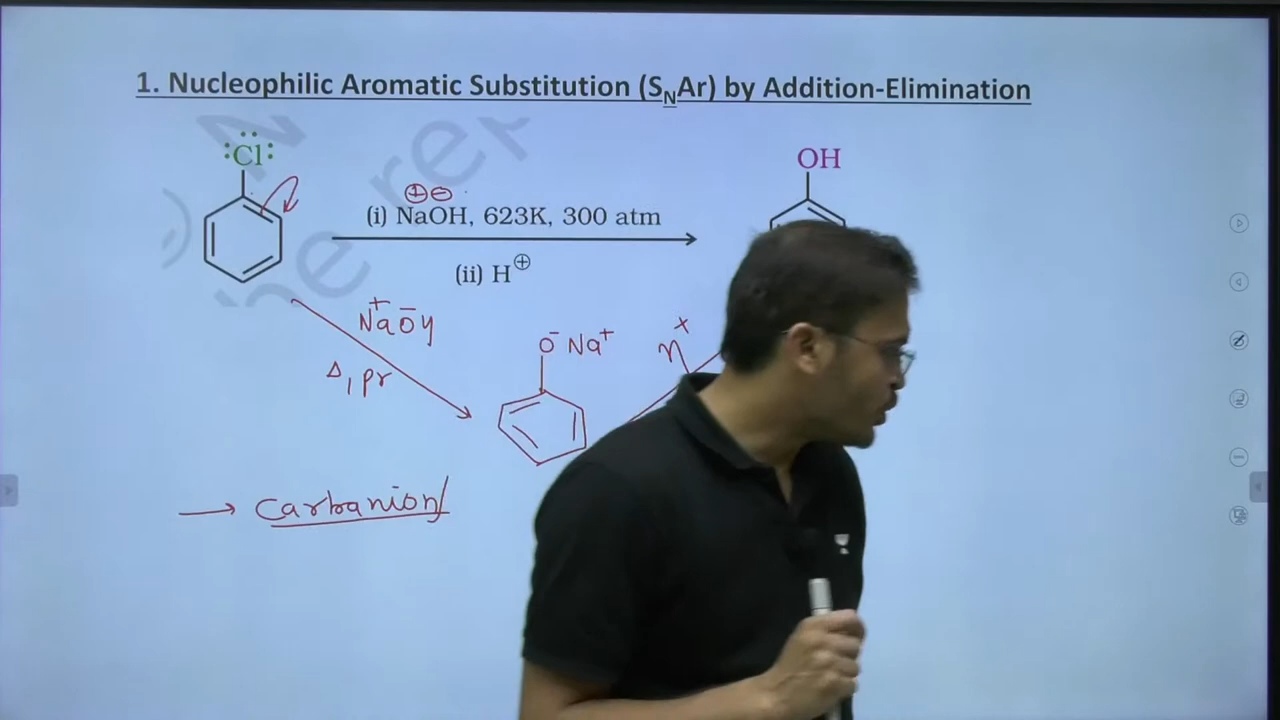 1. Nucleophilic Aromatic Substitution (SNAr) by Addition-Elimination
:Cl:
OH
⊕⊖
(i) NaOH, 623K, 300 atm
(ii) H⊕
Na⁺ ŌH
Δ, pr
O⁻ Na⁺
→ Carbanion/